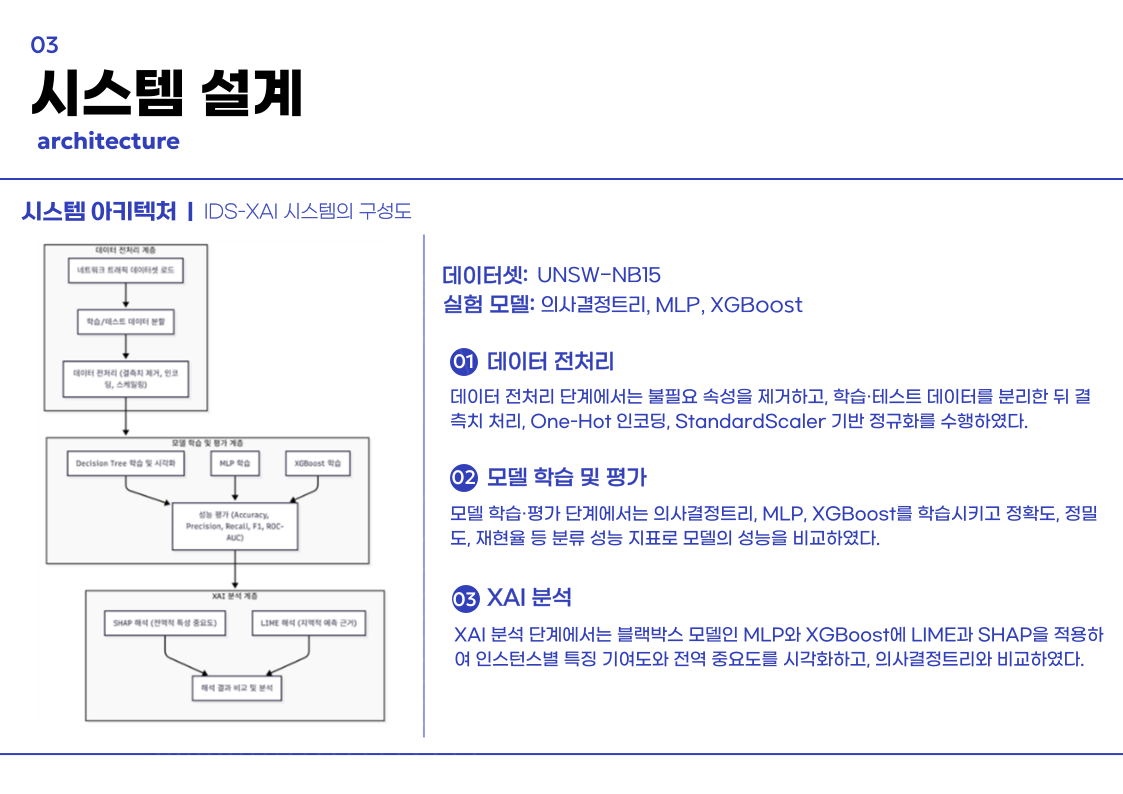 03
시스템 설계
architecture
시스템 아키텍처 | IDS-XAI 시스템의 구성도
데이터 전처리 계층
네트워크 트래픽 데이터셋 로드
학습/테스트 데이터 분할
데이터 전처리 (결측치 제거, 인코
딩, 스케일링)
모델 학습 및 평가 계층
Decision Tree 학습 및 시각화
MLP 학습
XGBoost 학습
성능 평가 (Accuracy,
Precision, Recall, F1, ROC-
AUC)
XAI 분석 계층
SHAP 해석 (전역적 특성 중요도)
LIME 해석 (지역적 예측 근거)
해석 결과 비교 및 분석
데이터셋: UNSW-NB15
실험 모델: 의사결정트리, MLP, XGBoost
01 데이터 전처리
데이터 전처리 단계에서는 불필요 속성을 제거하고, 학습·테스트 데이터를 분리한 뒤 결
측치 처리, One-Hot 인코딩, StandardScaler 기반 정규화를 수행하였다.
02 모델 학습 및 평가
모델 학습·평가 단계에서는 의사결정트리, MLP, XGBoost를 학습시키고 정확도, 정밀
도, 재현율 등 분류 성능 지표로 모델의 성능을 비교하였다.
03 XAI 분석
XAI 분석 단계에서는 블랙박스 모델인 MLP와 XGBoost에 LIME과 SHAP을 적용하
여 인스턴스별 특징 기여도와 전역 중요도를 시각화하고, 의사결정트리와 비교하였다.